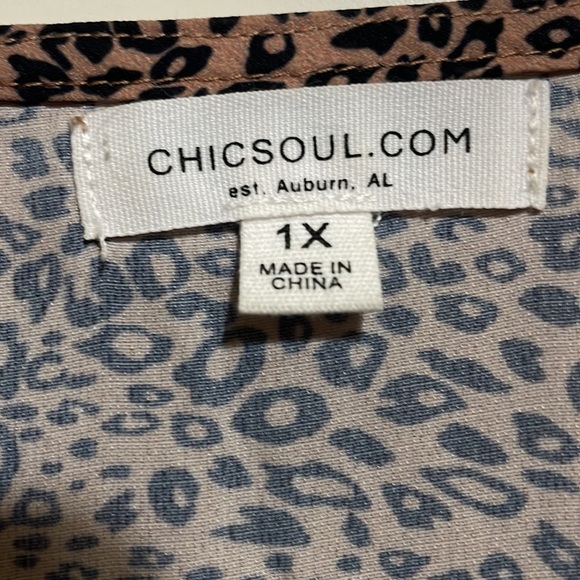 CHICSOUL.COM
est. Auburn, AL
1X
MADE IN
CHINA